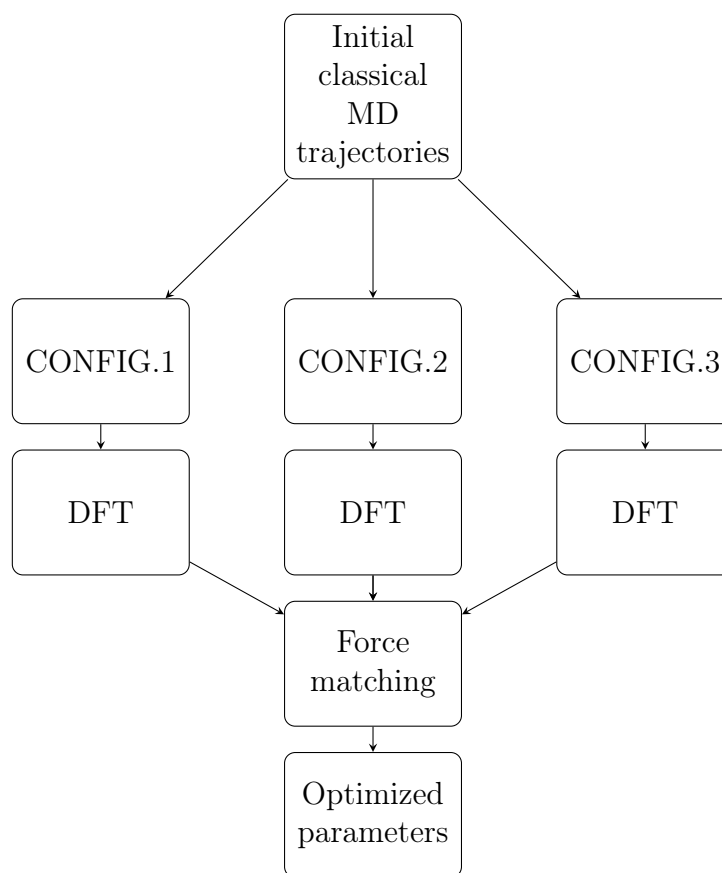 Initial
classical
MD
trajectories
CONFIG.1
CONFIG.2
CONFIG.3
DFT
DFT
DFT
Force
matching
Optimized
parameters